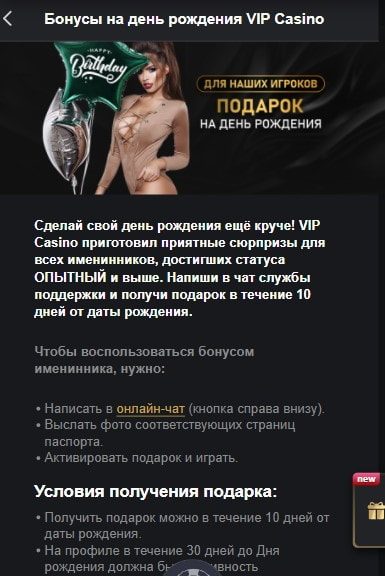 Бонусы на день рождения VIP Casino
HAPPY
Birthday
ДЛЯ НАШИХ ИГРОКОВ
ПОДАРОК
НА ДЕНЬ РОЖДЕНИЯ
Сделай свой день рождения ещё круче! VIP
Casino приготовил приятные сюрпризы для
всех именинников, достигших статуса
ОПЫТНЫЙ и выше. Напиши в чат службы
поддержки и получи подарок в течение 10
дней от даты рождения.
Чтобы воспользоваться бонусом
именинника, нужно:
• Написать в онлайн-чат (кнопка справа внизу).
• Выслать фото соответствующих страниц
паспорта.
• Активировать подарок и играть.
new
Условия получения подарка:
• Получить подарок можно в течение 10 дней от
даты рождения.
• На профиле в течение 30 дней до Дня
рождения должна